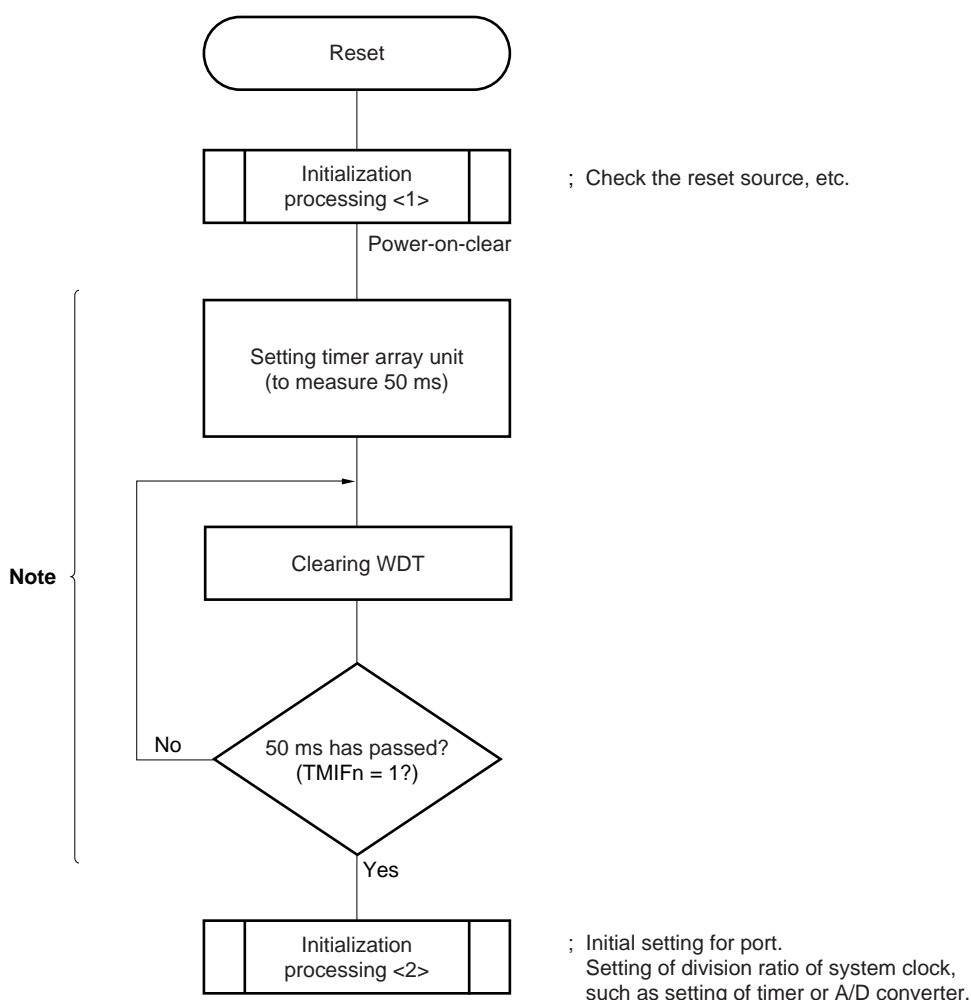 Reset
Initialization
processing <1>
; Check the reset source, etc.
Power-on-clear
Setting timer array unit
(to measure 50 ms)
Note
Clearing WDT
No
50 ms has passed?
(TMIFn = 1?)
Yes
Initialization
processing <2>
; Initial setting for port.
Setting of division ratio of system clock,
such as setting of timer or A/D converter.